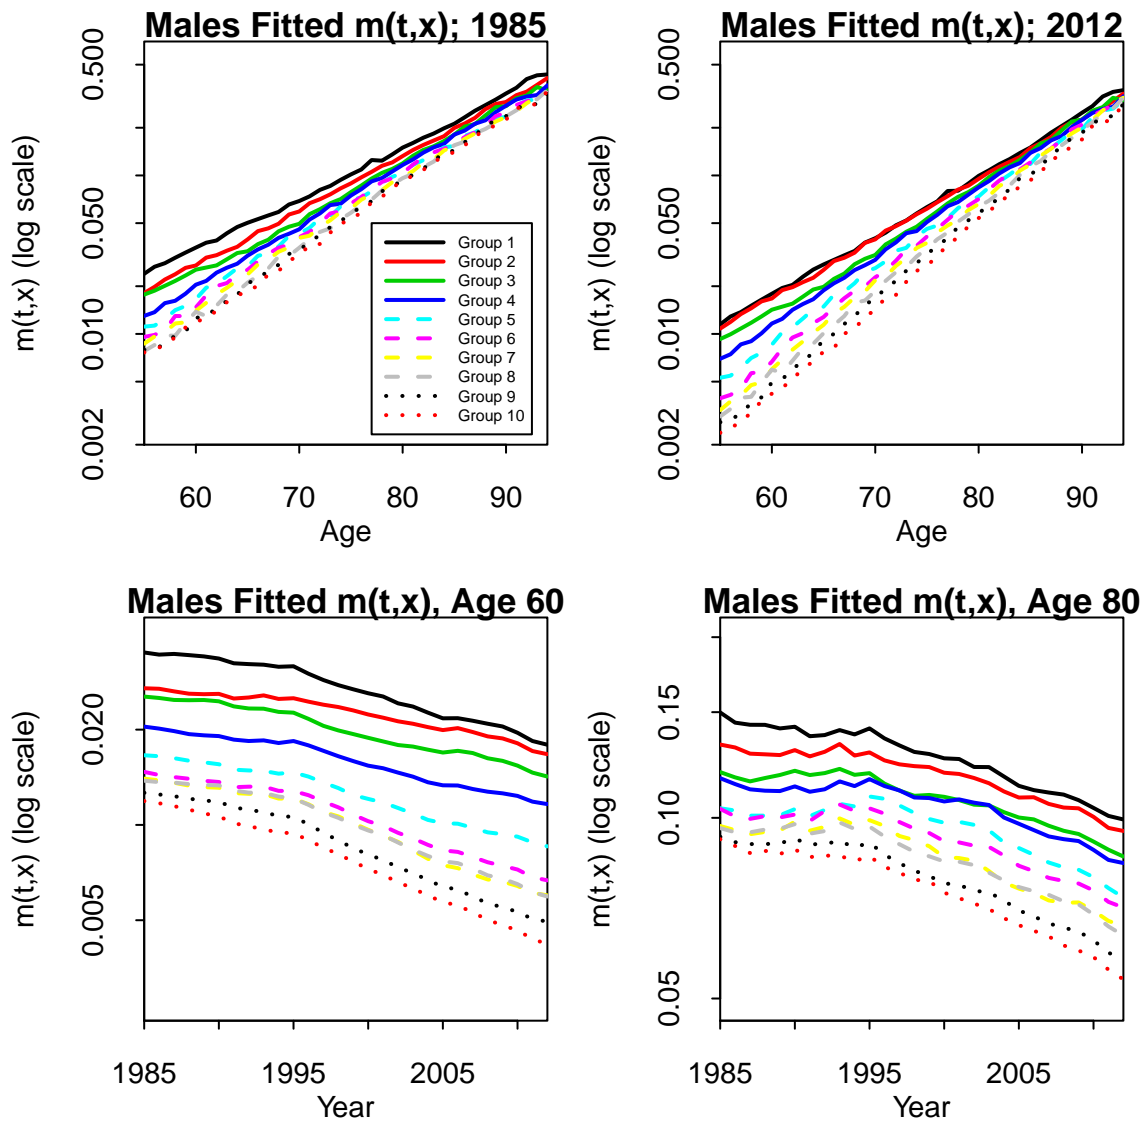 Males Fitted m(t,x); 1985
m(t,x) (log scale)
0.500
0.050
0.010
0.002
Group 1
Group 2
Group 3
Group 4
Group 5
Group 6
Group 7
Group 8
Group 9
Group 10
60 70 80 90
Age
Males Fitted m(t,x); 2012
m(t,x) (log scale)
0.500
0.050
0.010
0.002
60 70 80 90
Age
Males Fitted m(t,x), Age 60
m(t,x) (log scale)
0.020
0.005
1985 1995 2005
Year
Males Fitted m(t,x), Age 80
m(t,x) (log scale)
0.15
0.10
0.05
1985 1995 2005
Year